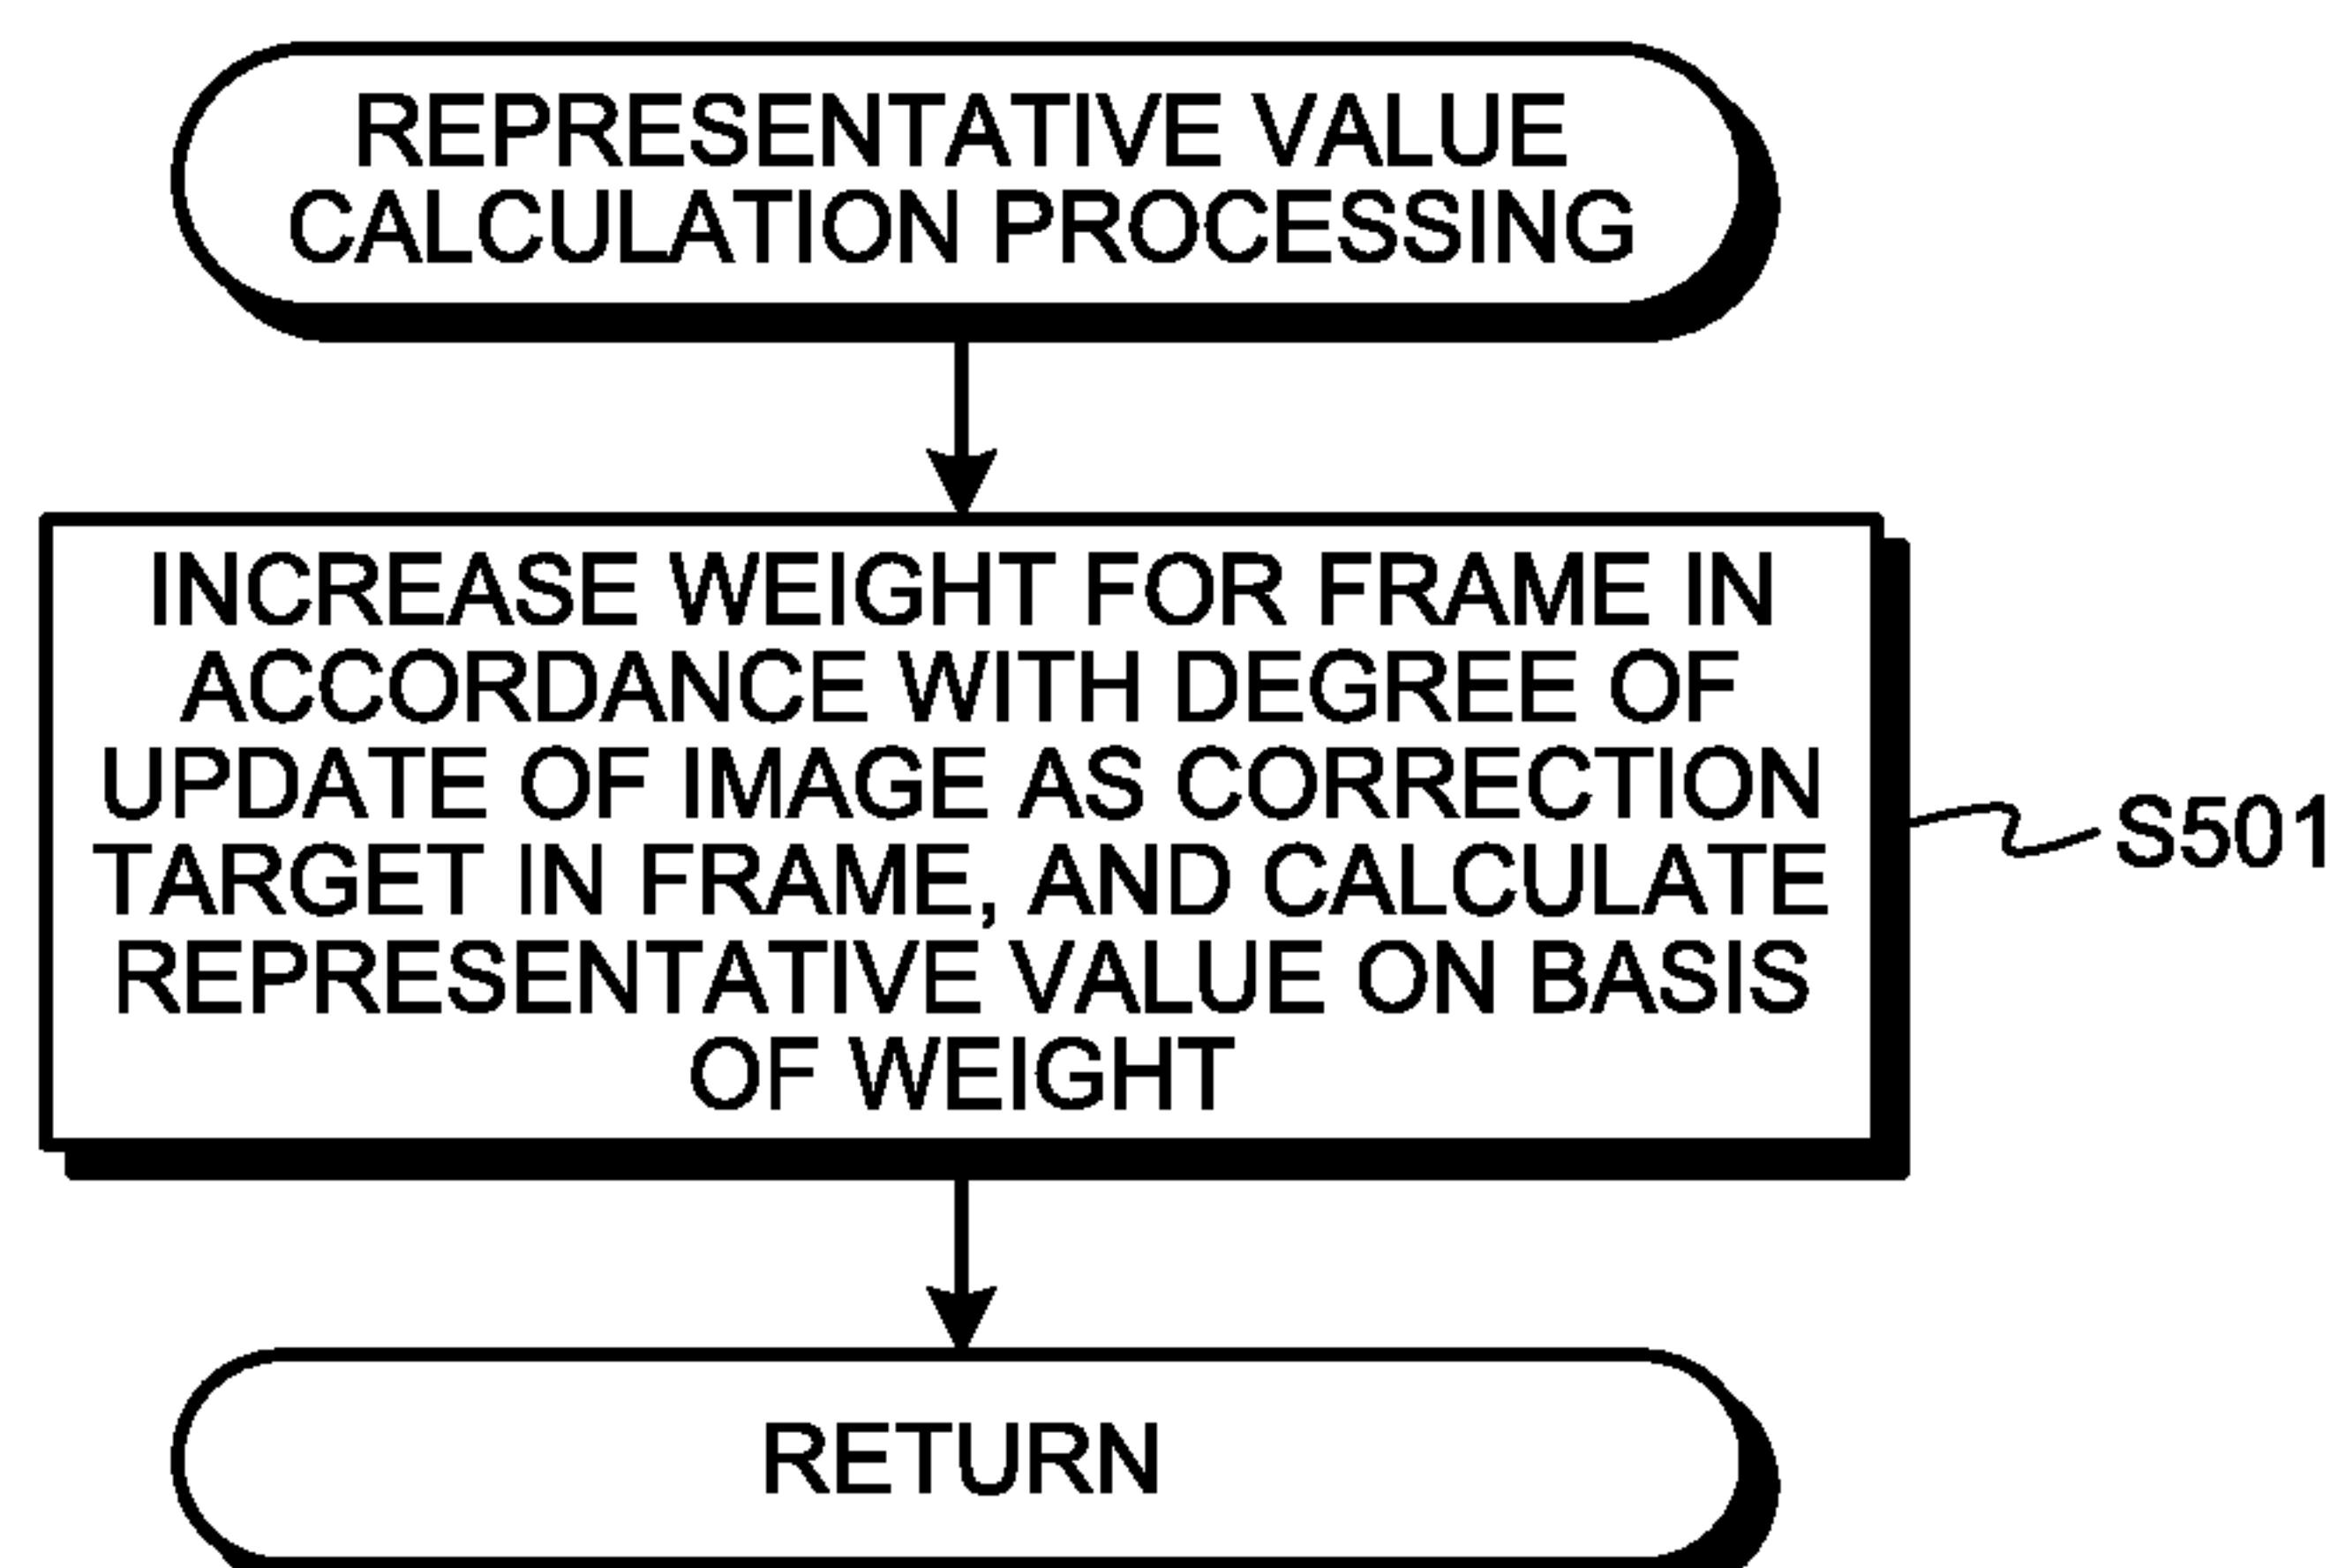 REPRESENTATIVE VALUE
CALCULATION PROCESSING
INCREASE WEIGHT FOR FRAME IN
ACCORDANCE WITH DEGREE OF
UPDATE OF IMAGE AS CORRECTION
TARGET IN FRAME, AND CALCULATE
REPRESENTATIVE VALUE ON BASIS
OF WEIGHT
S501
RETURN